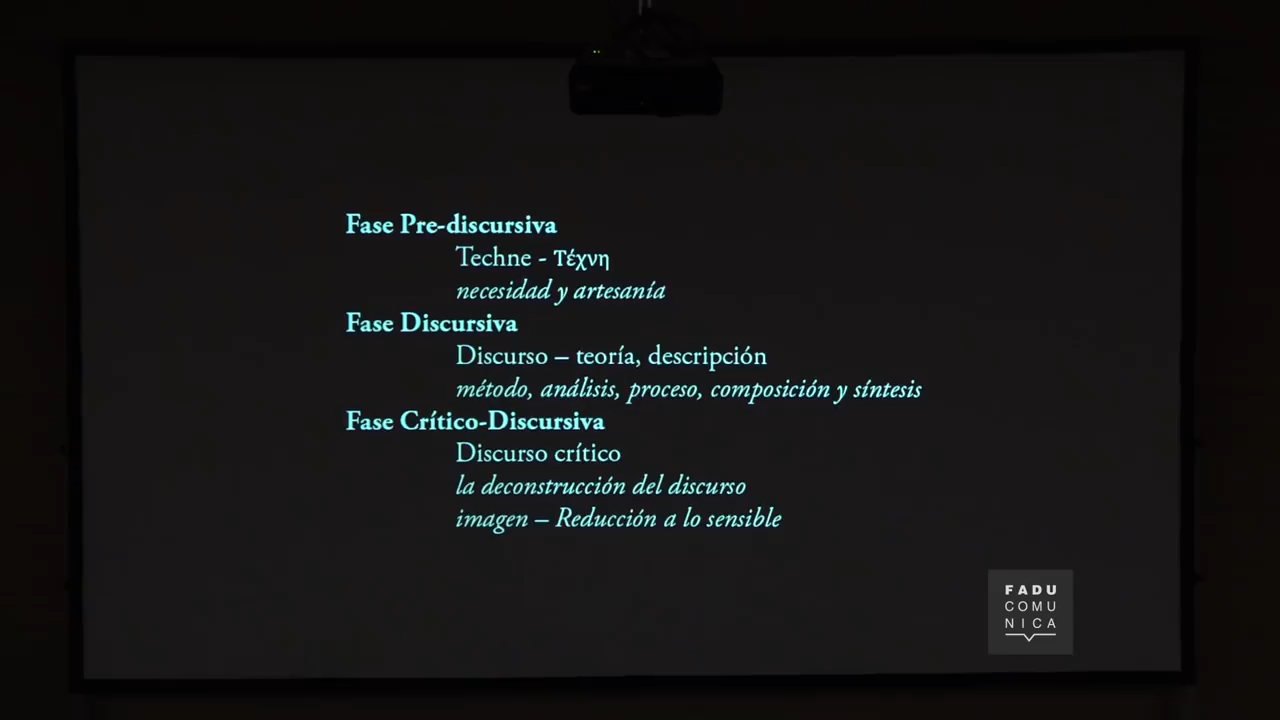 Fase Pre-discursiva
Techne - Τέχνη
necesidad y artesanía
Fase Discursiva
Discurso – teoría, descripción
método, análisis, proceso, composición y síntesis
Fase Crítico-Discursiva
Discurso crítico
la deconstrucción del discurso
imagen – Reducción a lo sensible
FADU
COMU
NICA